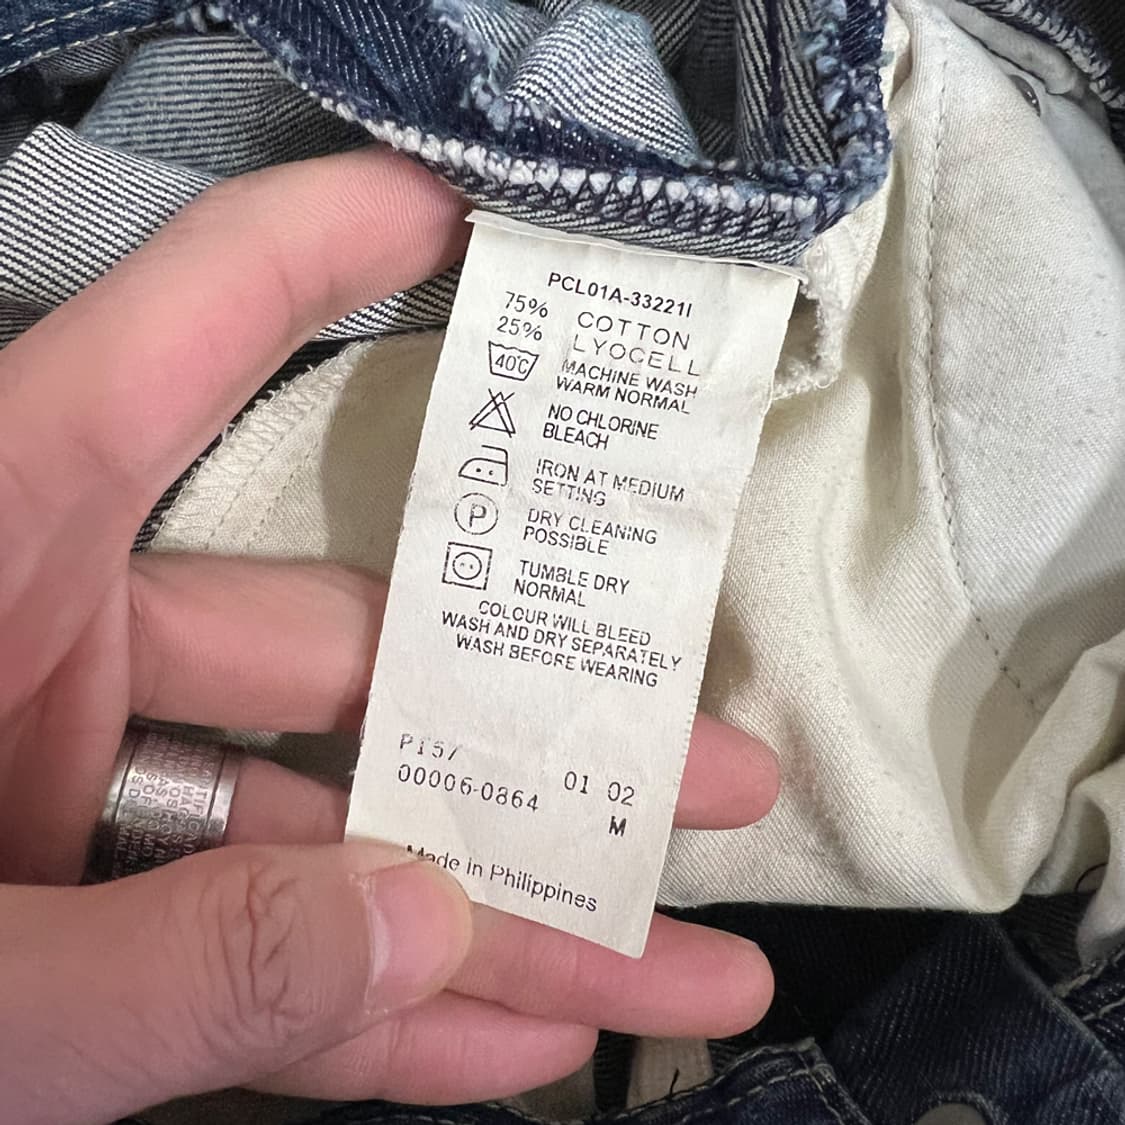 PCL01A-33221I
75% COTTON
25% LYOCELL
40°C MACHINE WASH
WARM NORMAL
NO CHLORINE
BLEACH
IRON AT MEDIUM
SETTING
P DRY CLEANING
POSSIBLE
TUMBLE DRY
NORMAL
COLOUR WILL BLEED
WASH AND DRY SEPARATELY
WASH BEFORE WEARING
00006-0864 01 02
M
Made in Philippines